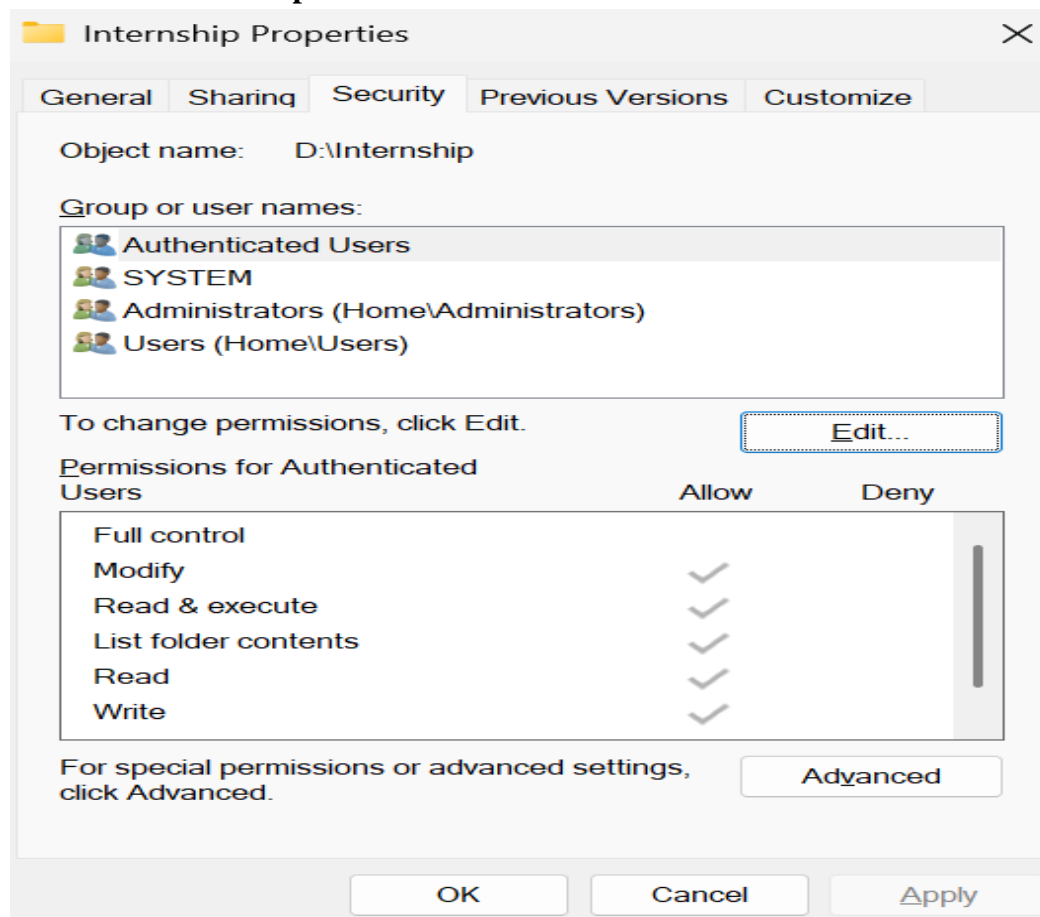 Internship Properties
General Sharing Security Previous Versions Customize
Object name: D:\Internship
Group or user names:
Authenticated Users
SYSTEM
Administrators (Home\Administrators)
Users (Home\Users)
To change permissions, click Edit.
Edit...
Permissions for Authenticated
Users Allow Deny
Full control
Modify
Read & execute
List folder contents
Read
Write
For special permissions or advanced settings,
click Advanced.
Advanced
OK Cancel Apply